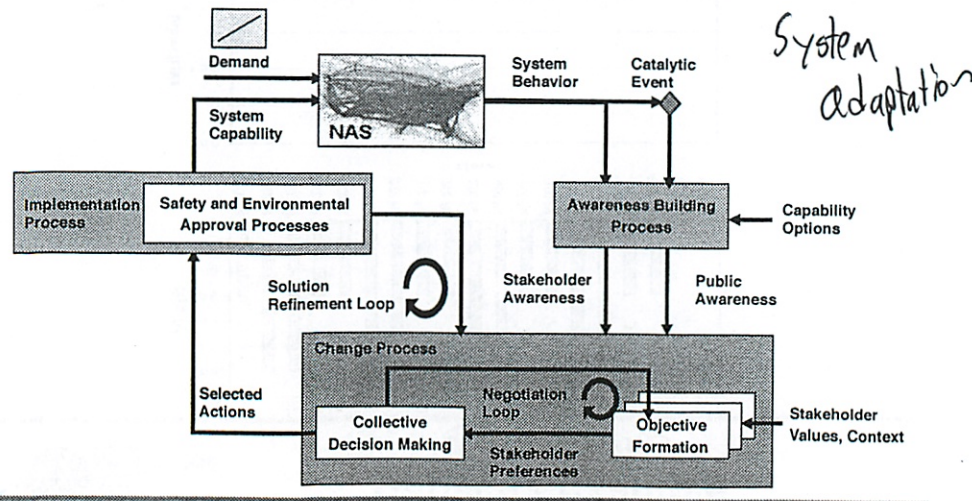 System
adaptation
Demand
System
Capability
NAS
System
Behavior
Catalytic
Event
Implementation
Process
Safety and Environmental
Approval Processes
Awareness Building
Process
Capability
Options
Solution
Refinement Loop
Stakeholder
Awareness
Public
Awareness
Change Process
Selected
Actions
Negotiation
Loop
Collective
Decision Making
Objective
Formation
Stakeholder
Preferences
Stakeholder
Values, Context